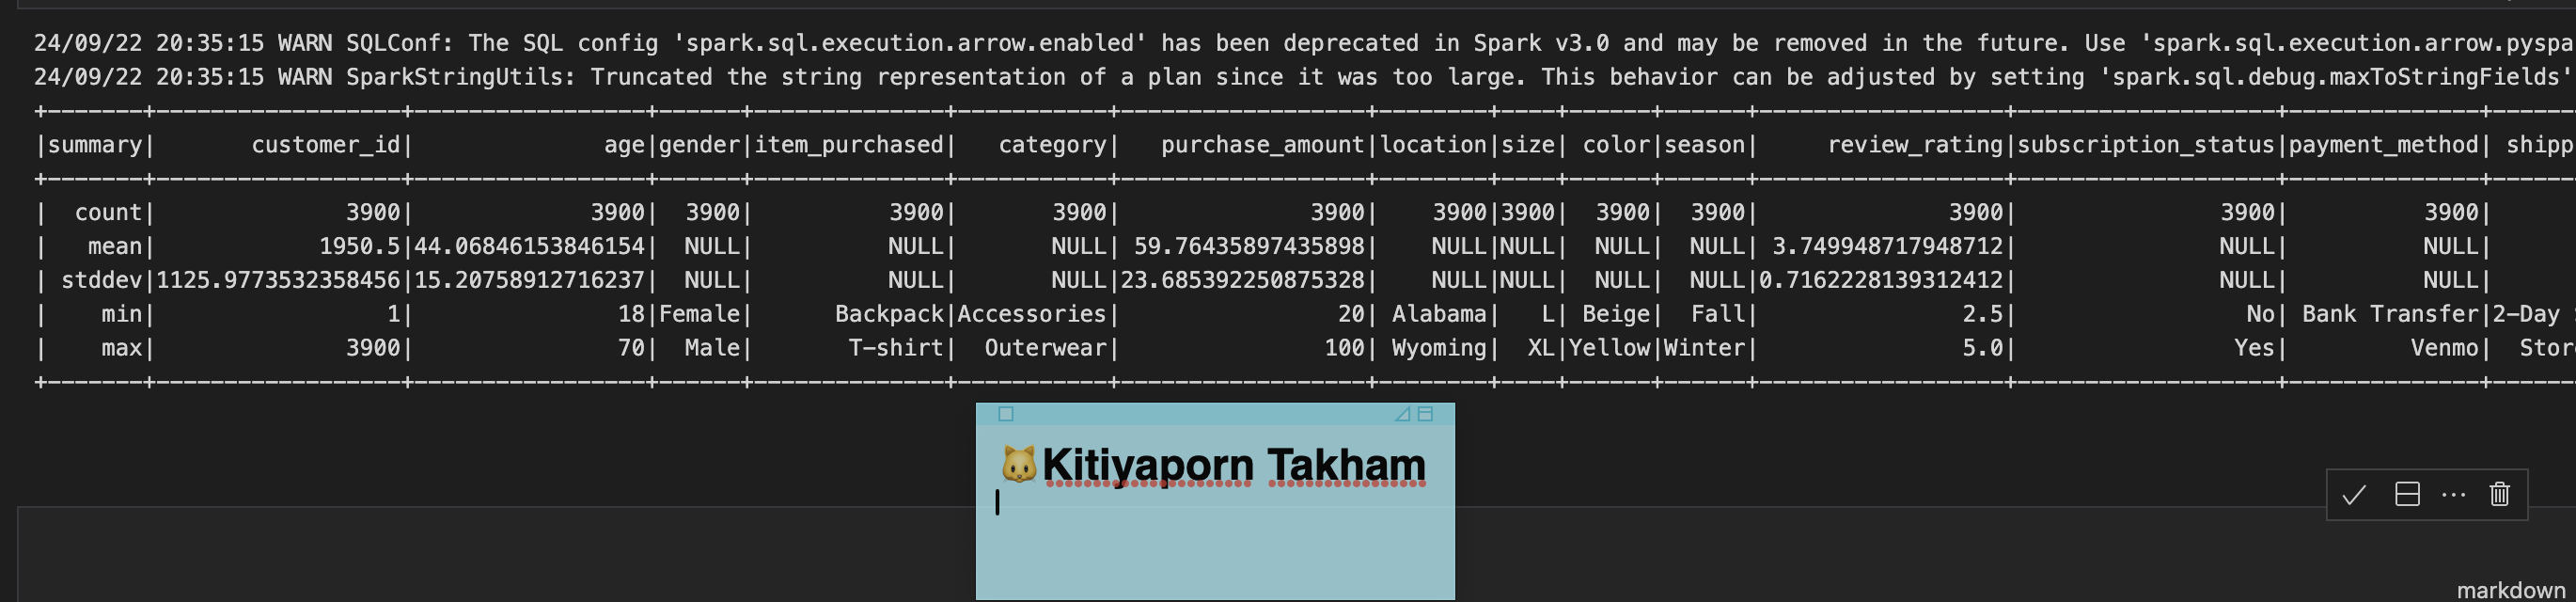 24/09/22 20:35:15 WARN SQLConf: The SQL config 'spark.sql.execution.arrow.enabled' has been deprecated in Spark v3.0 and may be removed in the future. Use 'spark.sql.execution.arrow.pyspa
24/09/22 20:35:15 WARN SparkStringUtils: Truncated the string representation of a plan since it was too large. This behavior can be adjusted by setting 'spark.sql.debug.maxToStringFields'
+-------+------------------+-----------------+------+--------------+-----------+------------------+--------+----+------+------+------------------+-------------------+--------------+------
|summary|       customer_id|              age|gender|item_purchased|   category|   purchase_amount|location|size| color|season|     review_rating|subscription_status|payment_method| shipp
+-------+------------------+-----------------+------+--------------+-----------+------------------+--------+----+------+------+------------------+-------------------+--------------+------
|  count|              3900|             3900|  3900|          3900|       3900|              3900|    3900|3900|  3900|  3900|              3900|               3900|          3900|
|   mean|            1950.5|44.06846153846154|  NULL|          NULL|       NULL| 59.76435897435898|    NULL|NULL|  NULL|  NULL| 3.749948717948712|               NULL|          NULL|
| stddev|1125.9773532358456|15.20758912716237|  NULL|          NULL|       NULL|23.685392250875328|    NULL|NULL|  NULL|  NULL|0.7162228139312412|               NULL|          NULL|
|    min|                 1|               18|Female|      Backpack|Accessories|                20| Alabama|   L| Beige|  Fall|               2.5|                 No| Bank Transfer|2-Day
|    max|              3900|               70|  Male|       T-shirt|  Outerwear|               100| Wyoming|  XL|Yellow|Winter|               5.0|                Yes|         Venmo|  Stor
+-------+------------------+-----------------+------+--------------+-----------+------------------+--------+----+------+------+------------------+-------------------+--------------+------
🐱Kitiyaporn Takham
markdown